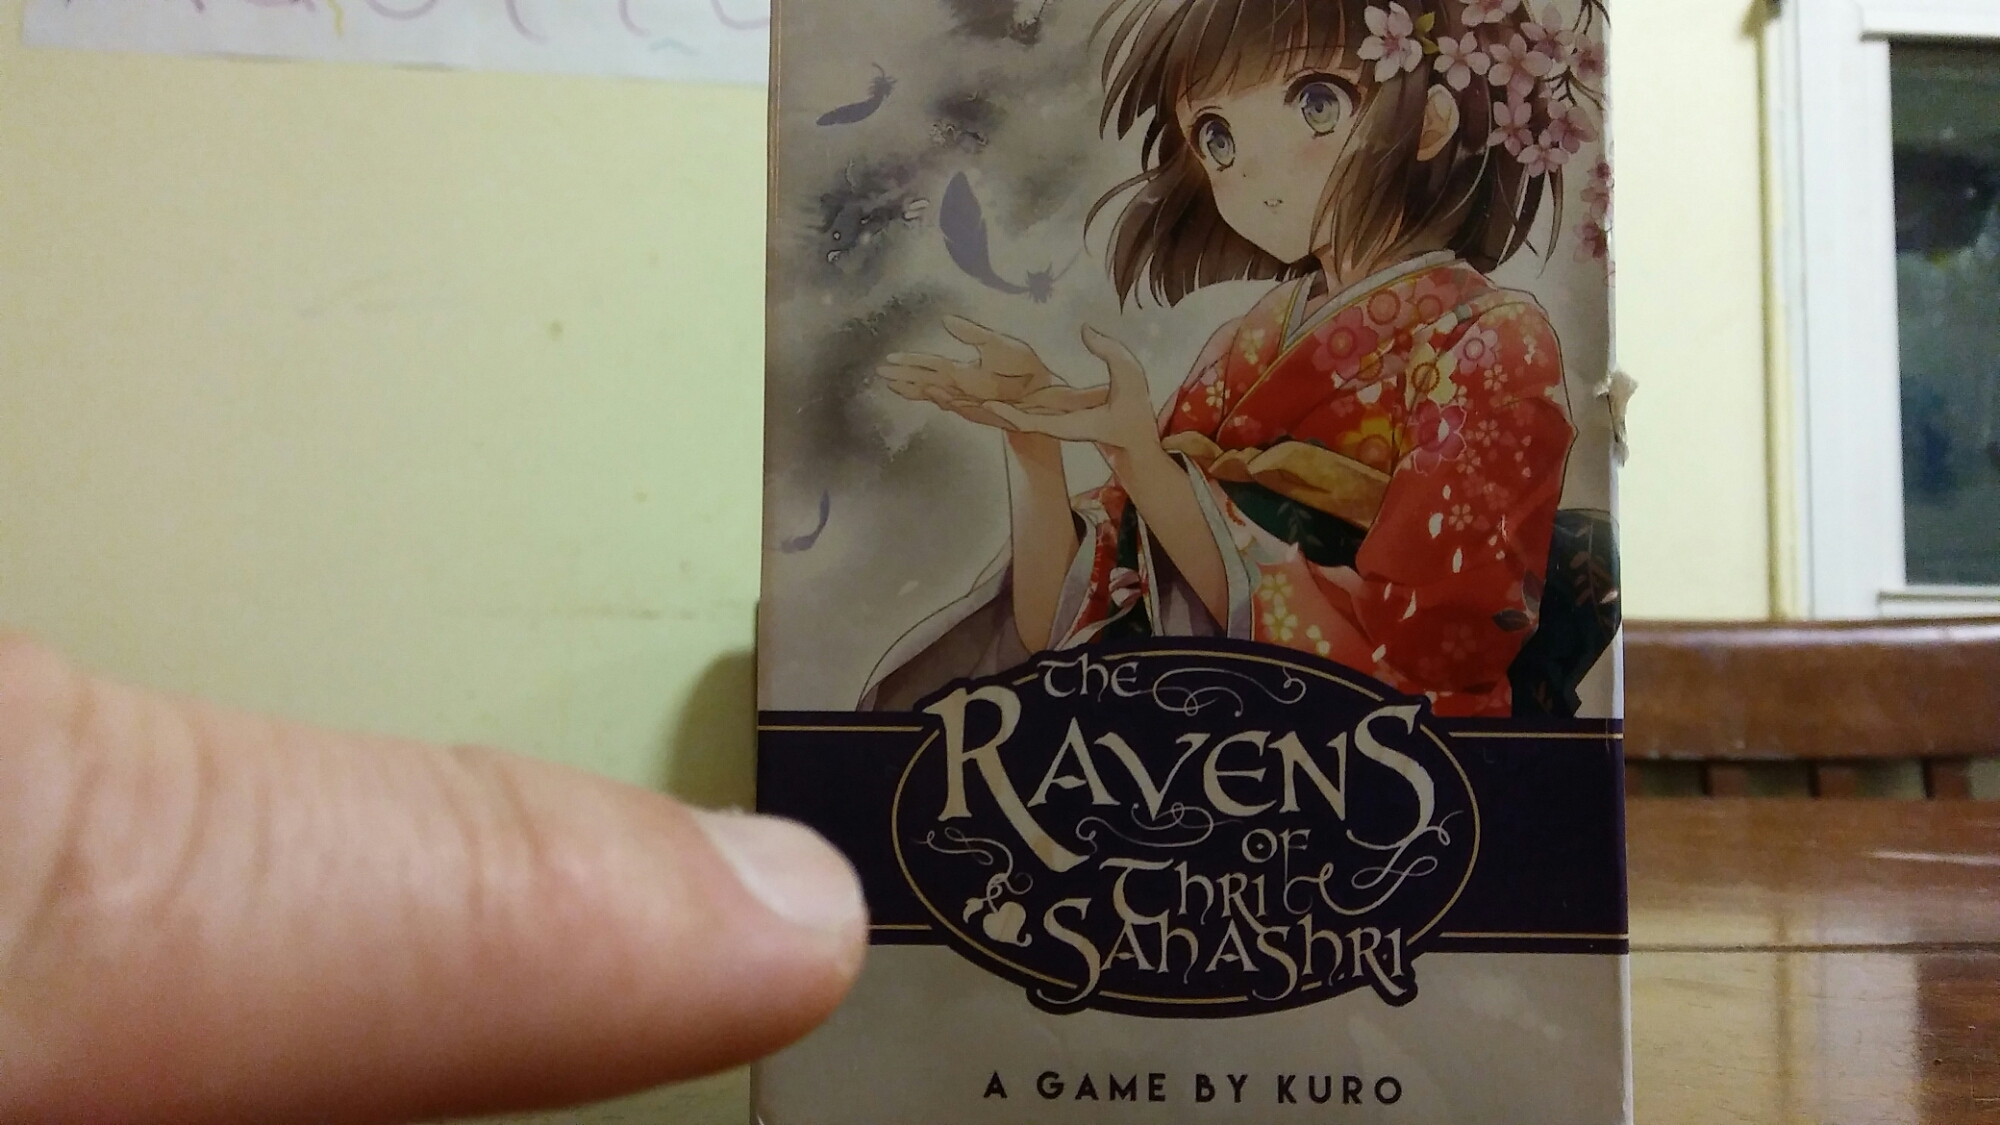 The
Ravens
of
Thri
Sahashri
A GAME BY KURO